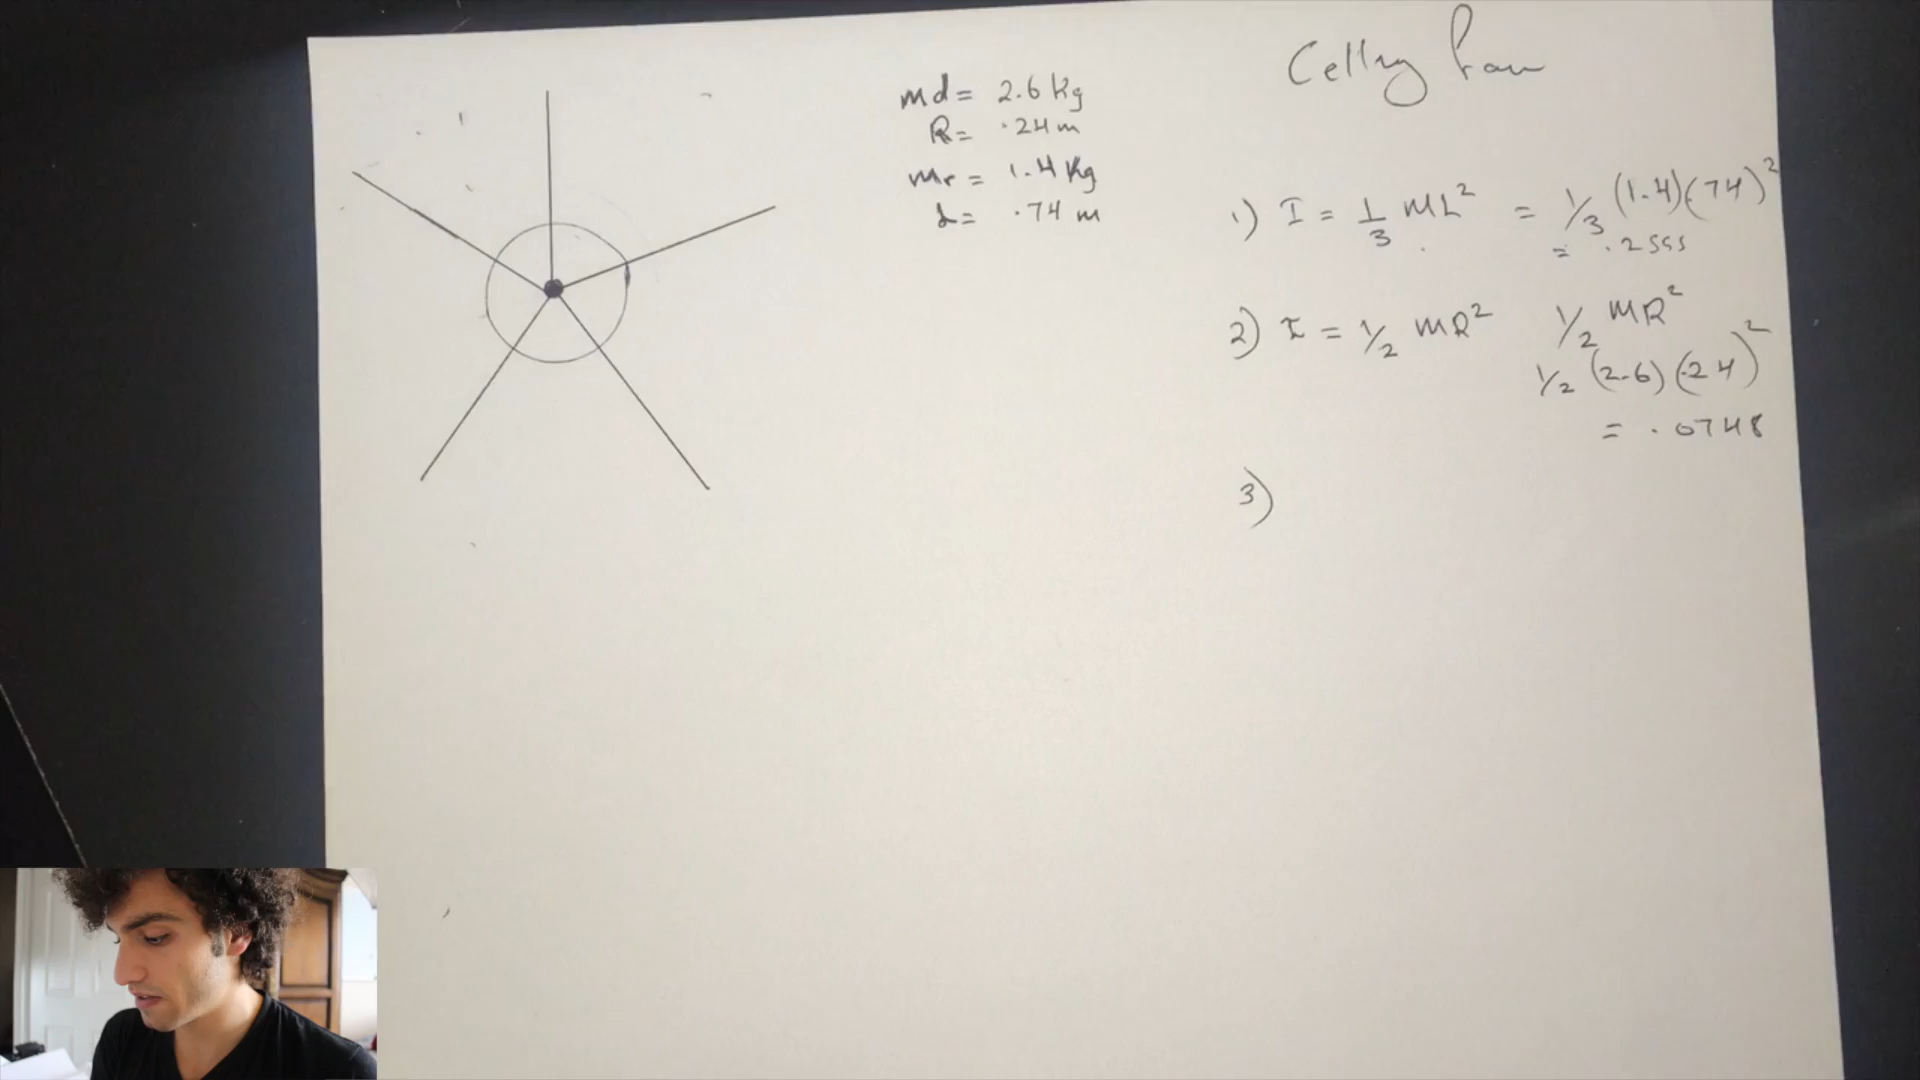 Celling Fan
md = 2.6 kg
R = .24 m
mr = 1.4 kg
L = .74 m
1) I = 1/3 ML² = 1/3 (1.4)(.74)²
= .2555
2) I = 1/2 MR² 1/2 MR²
1/2 (2.6)(.24)²
= .0748
3)